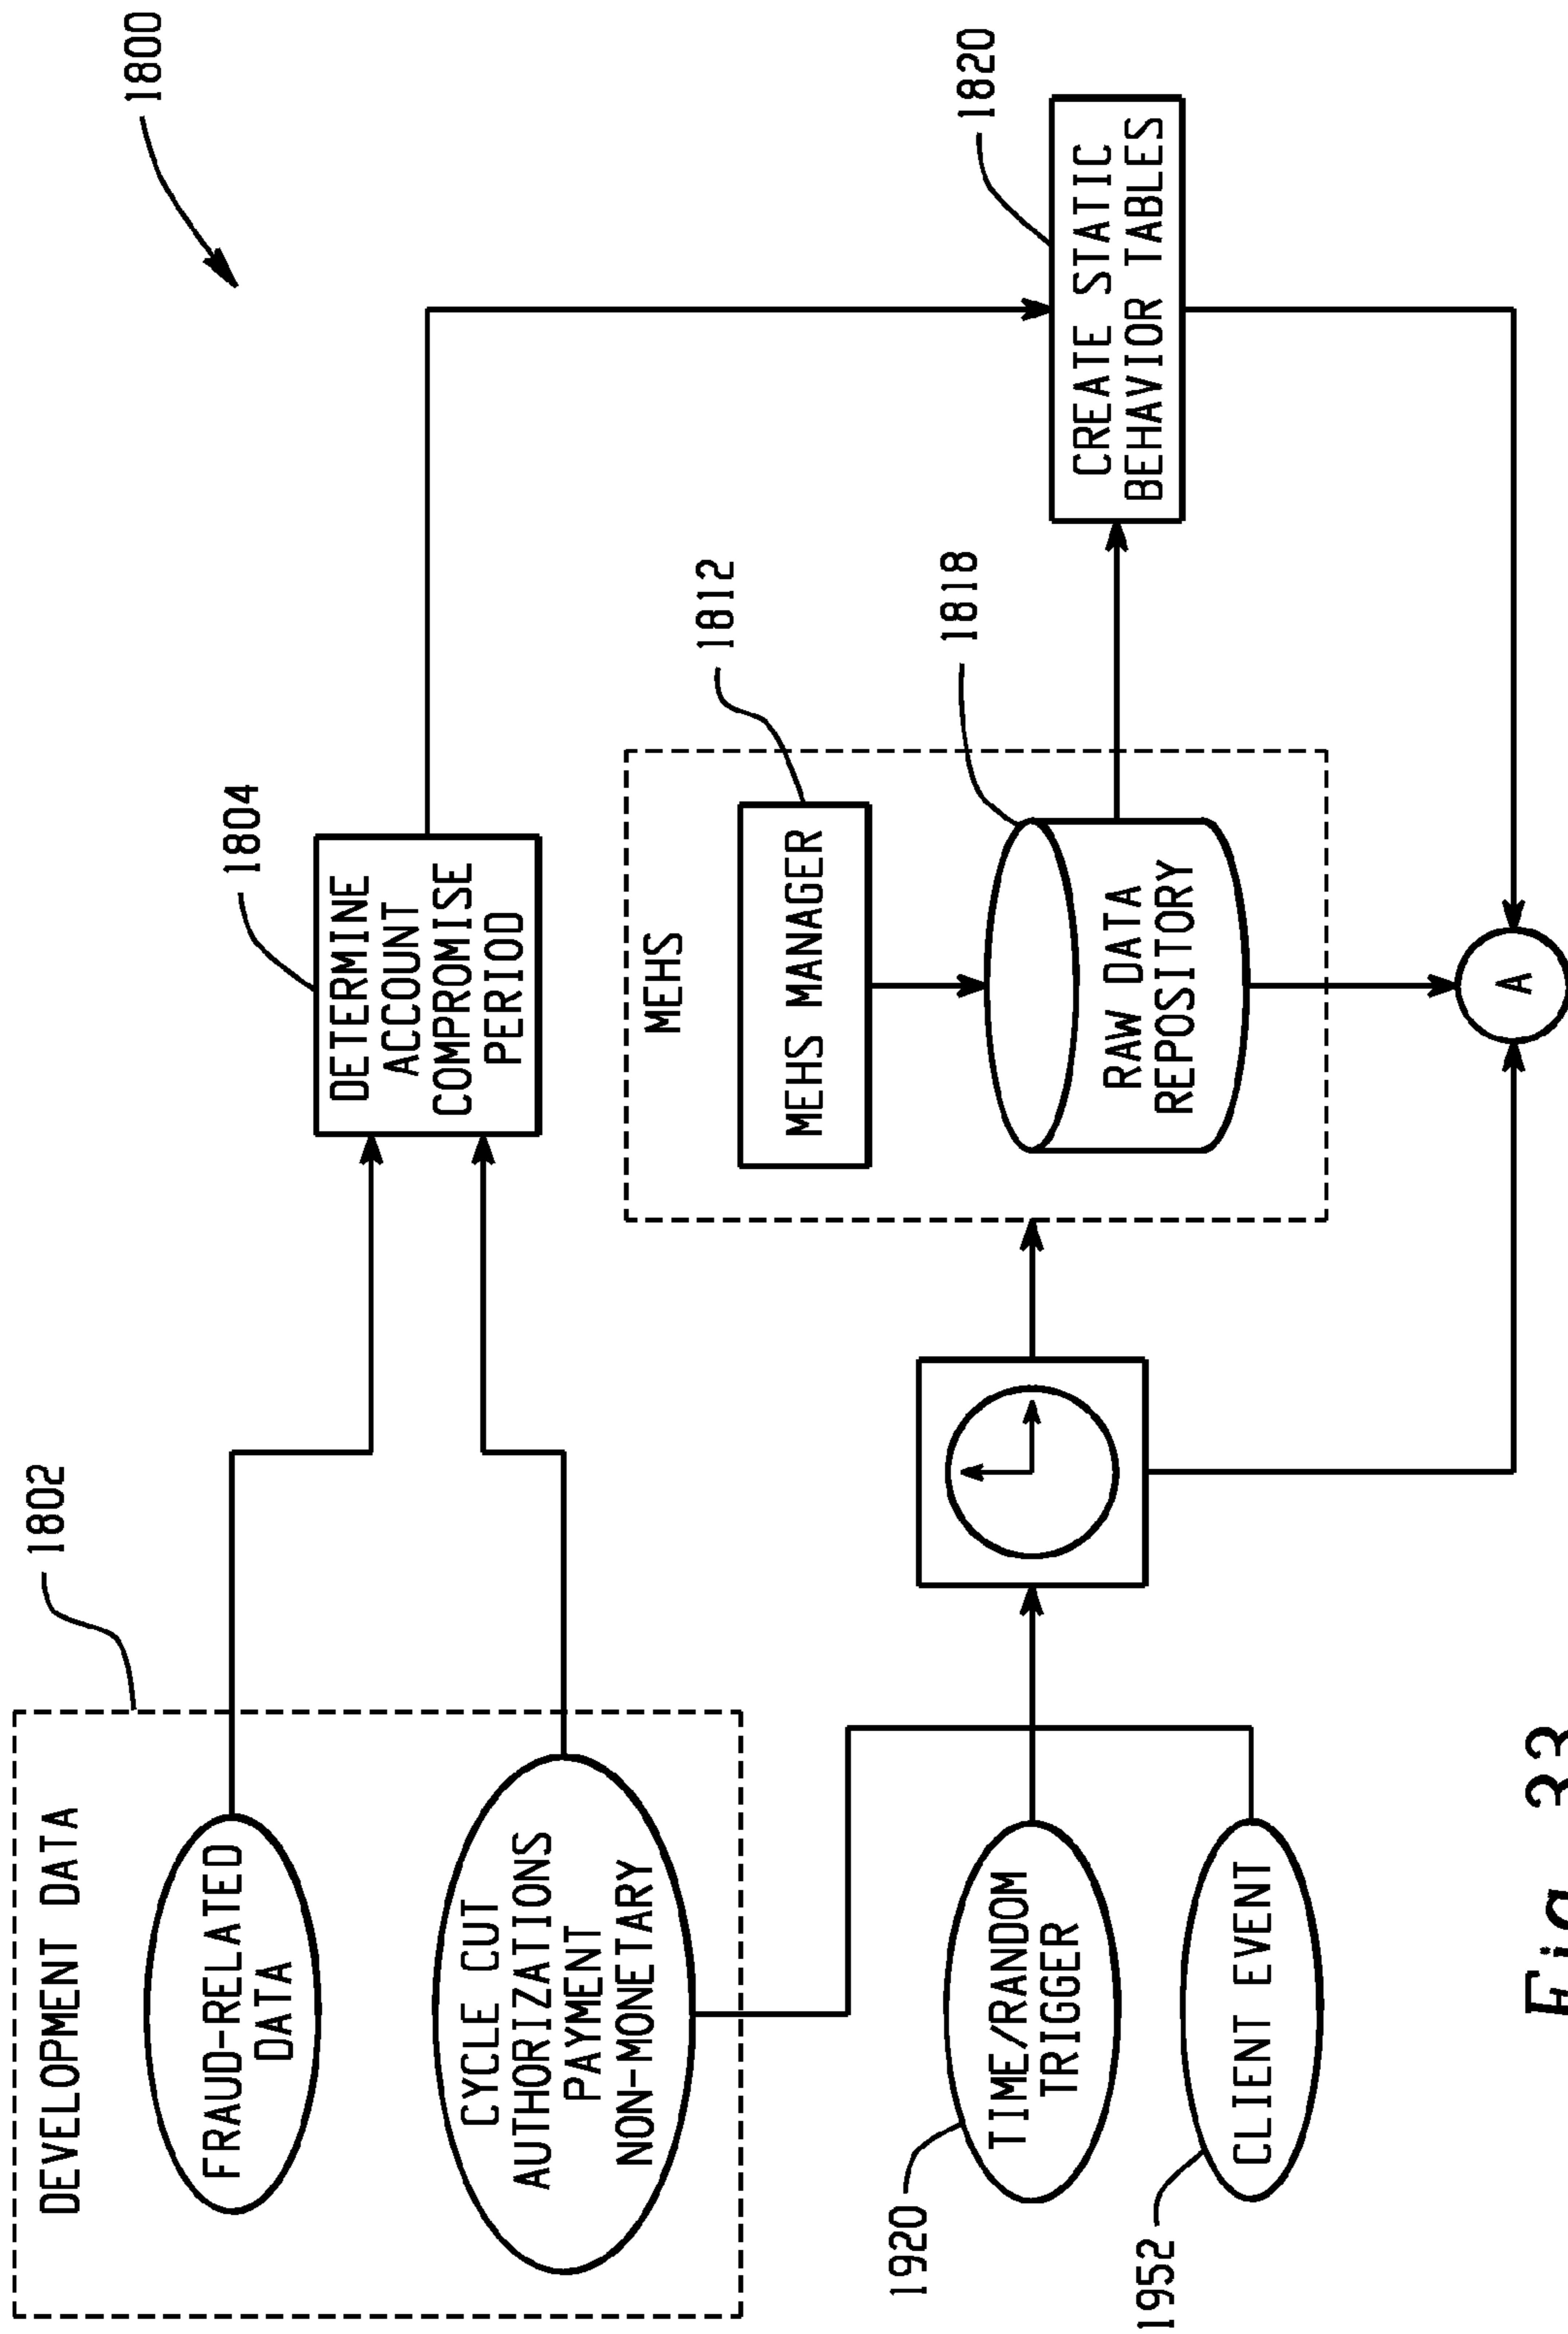 1800
1802
DEVELOPMENT DATA
FRAUD-RELATED
DATA
CYCLE CUT
AUTHORIZATIONS
PAYMENT
NON-MONETARY
1804
DETERMINE
ACCOUNT
COMPROMISE
PERIOD
MEHS
1812
MEHS MANAGER
1818
RAW DATA
REPOSITORY
1820
CREATE STATIC
BEHAVIOR TABLES
1920
TIME/RANDOM
TRIGGER
1952
CLIENT EVENT
A
Fig. 33